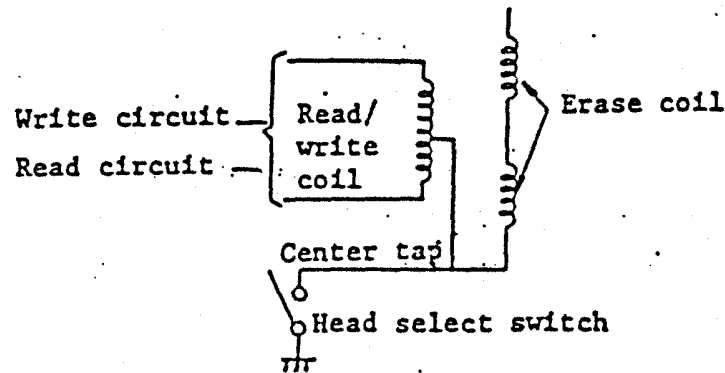 Write circuit
Read circuit
Read/
write
coil
Erase coil
Center tap
Head select switch